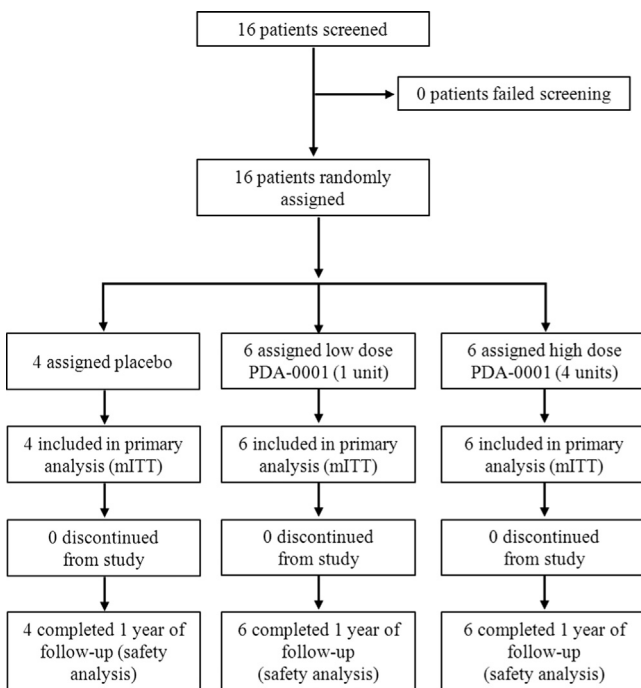 16 patients screened
0 patients failed screening
16 patients randomly
assigned
4 assigned placebo
6 assigned low dose
PDA-0001 (1 unit)
6 assigned high dose
PDA-0001 (4 units)
4 included in primary
analysis (mITT)
6 included in primary
analysis (mITT)
6 included in primary
analysis (mITT)
0 discontinued
from study
0 discontinued
from study
0 discontinued
from study
4 completed 1 year of
follow-up (safety
analysis)
6 completed 1 year of
follow-up
(safety analysis)
6 completed 1 year of
follow-up
(safety analysis)